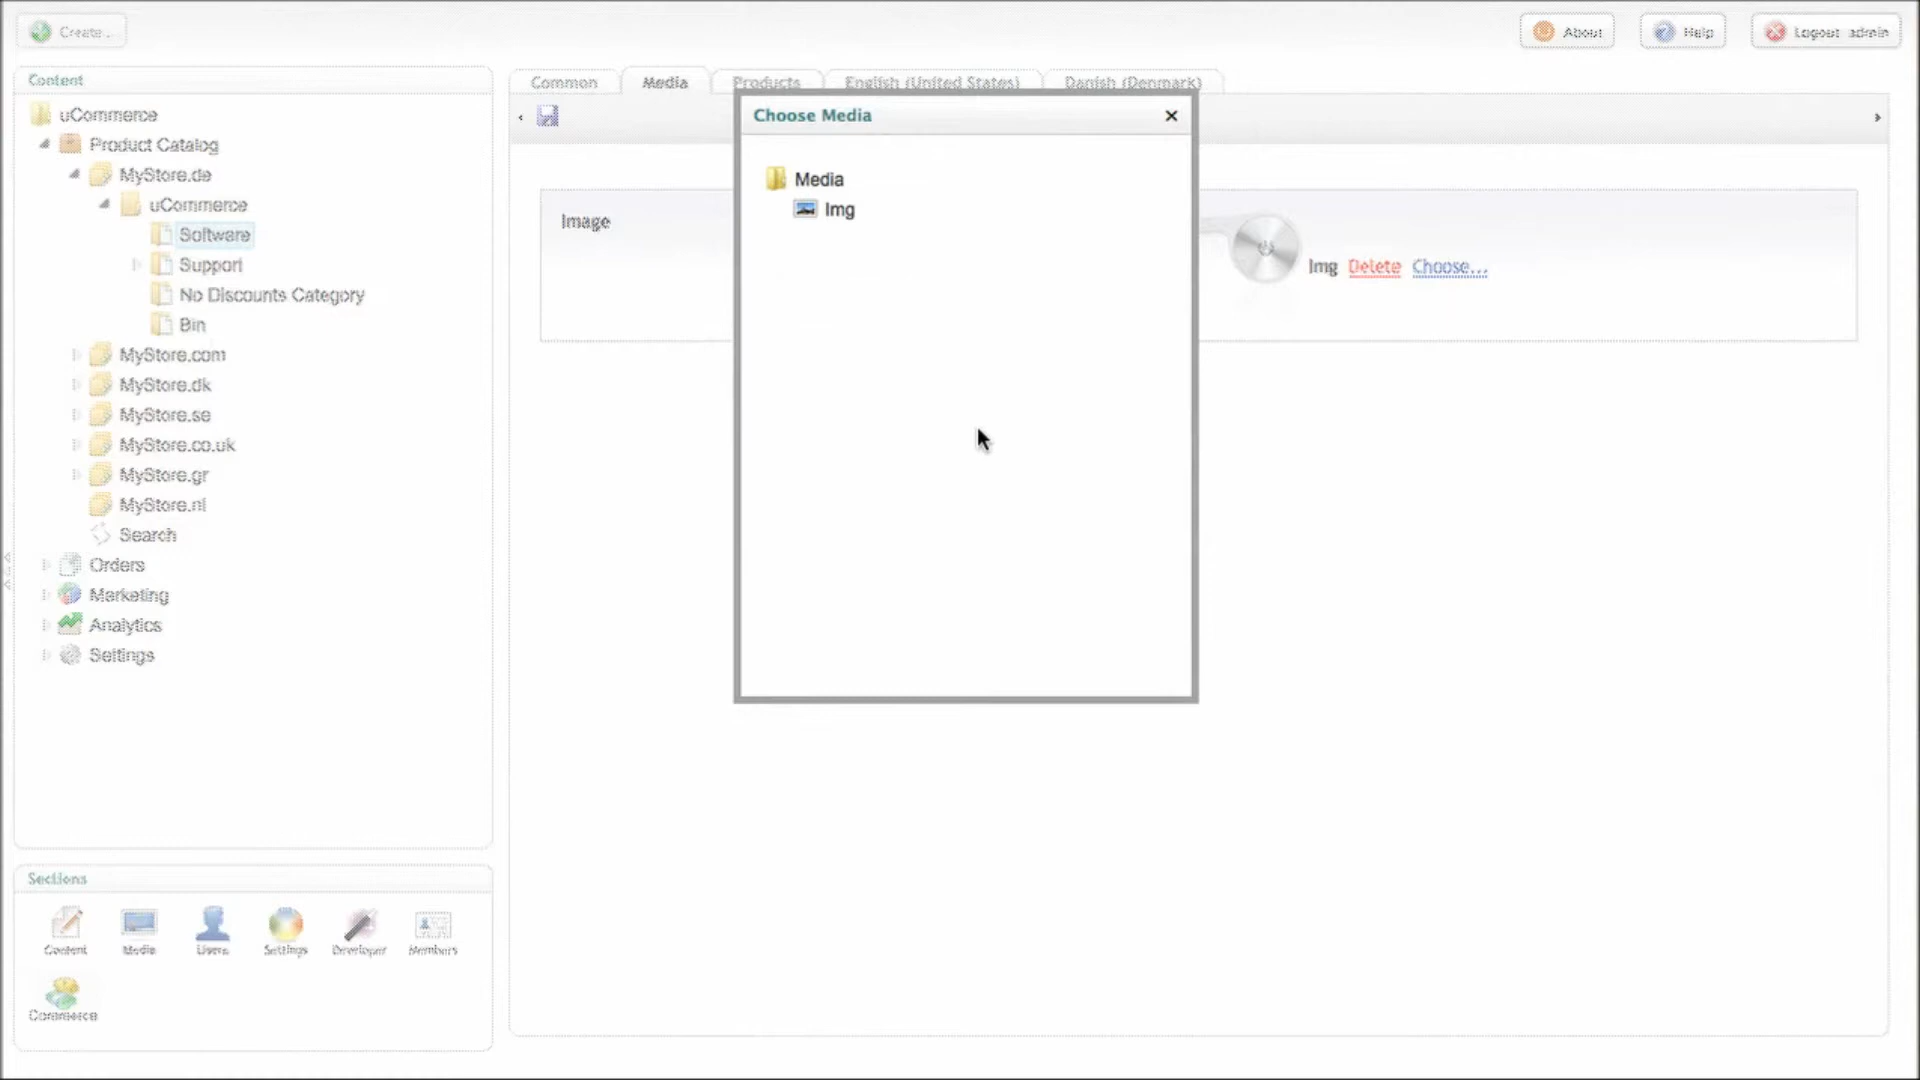 Create...
About
Help
Logout: admin
Content
uCommerce
Product Catalog
MyStore.de
uCommerce
Software
Support
No Discounts Category
Bin
MyStore.com
MyStore.dk
MyStore.se
MyStore.co.uk
MyStore.gr
MyStore.nl
Search
Orders
Marketing
Analytics
Settings
Sections
Content
Media
Users
Settings
Developer
Members
Commerce
Common
Media
Products
English (United States)
Danish (Denmark)
Image
Img Delete Choose...
Choose Media
Media
Img